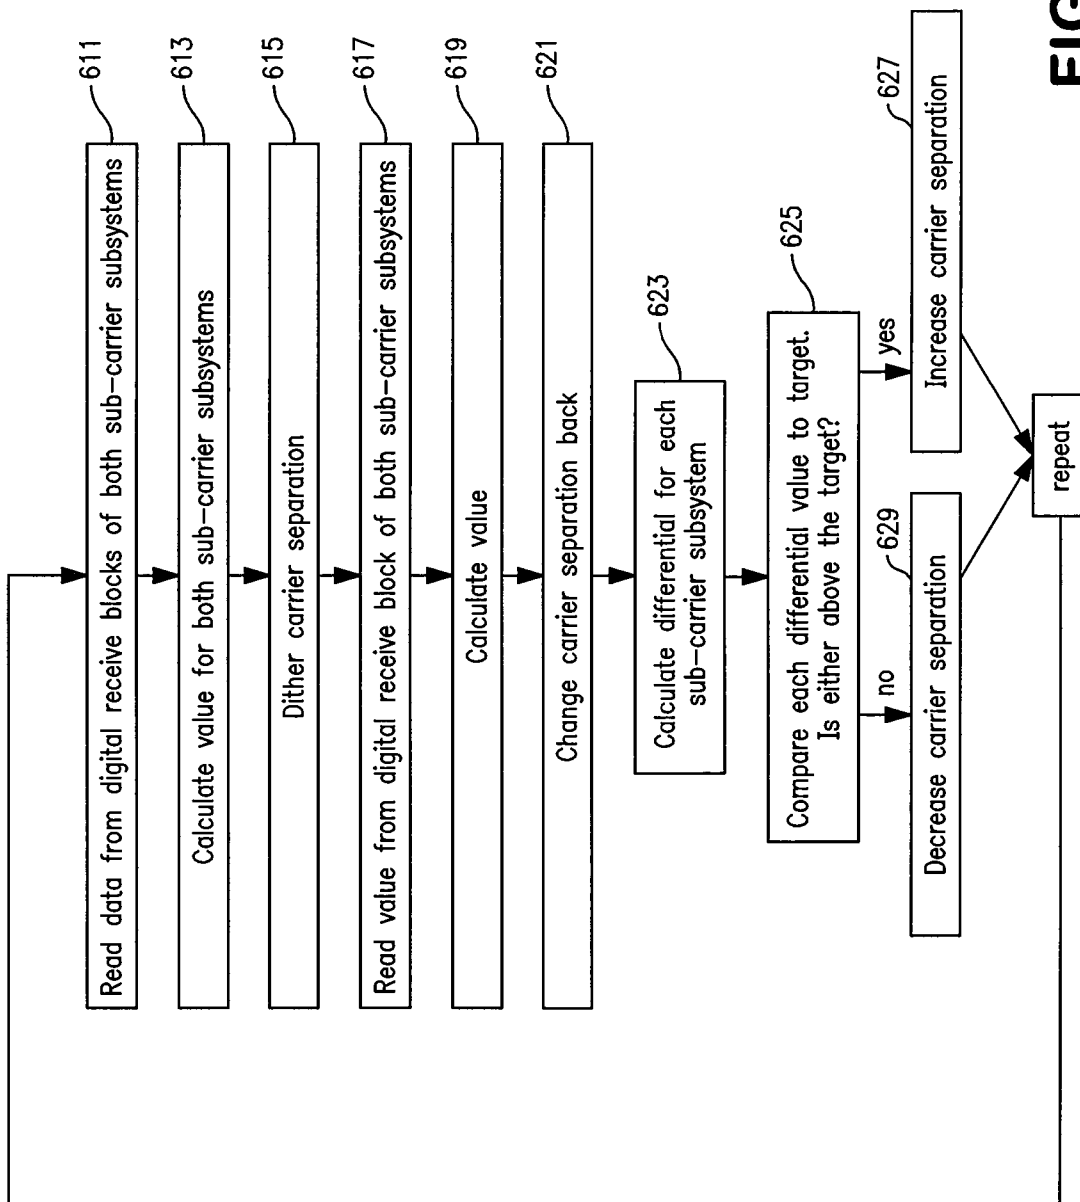 611
Read data from digital receive blocks of both sub-carrier subsystems
613
Calculate value for both sub-carrier subsystems
615
Dither carrier separation
617
Read value from digital receive block of both sub-carrier subsystems
619
Calculate value
621
Change carrier separation back
623
Calculate differential for each
sub-carrier subsystem
625
Compare each differential value to target.
Is either above the target?
no
yes
629
Decrease carrier separation
627
Increase carrier separation
repeat
FIG